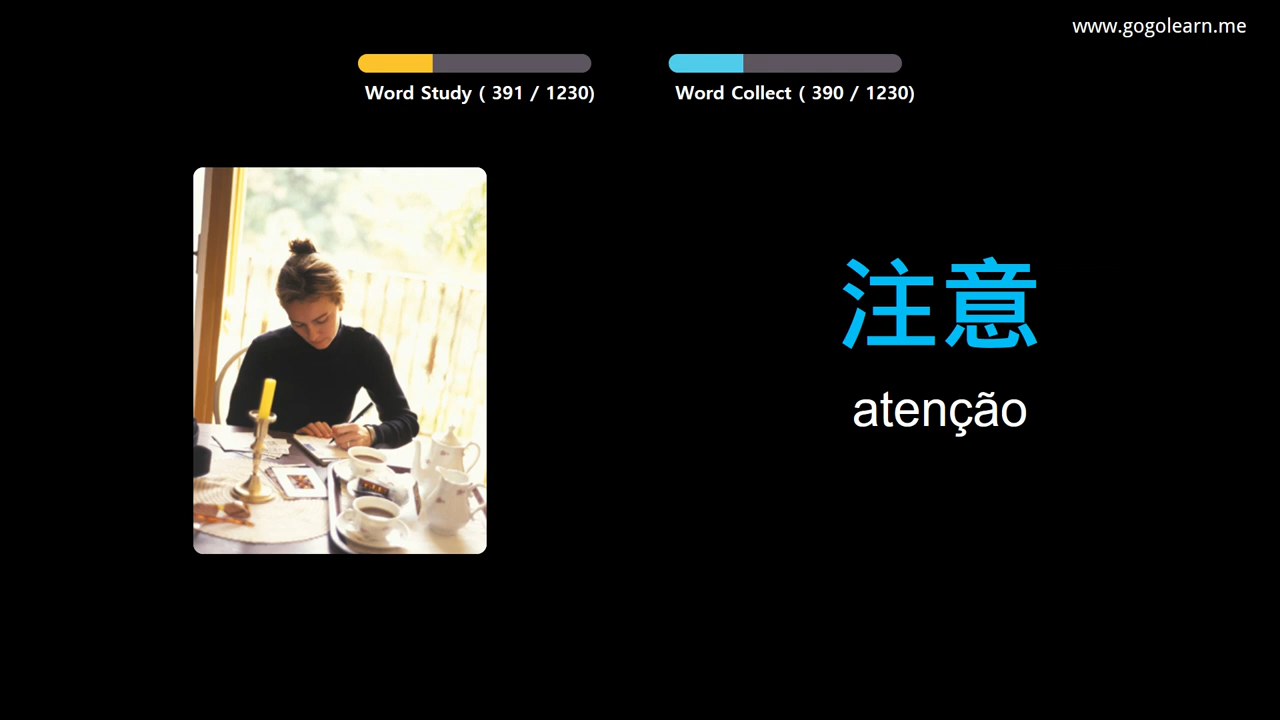 www.gogolearn.me
Word Study ( 391 / 1230)
Word Collect ( 390 / 1230)
注意
atenção